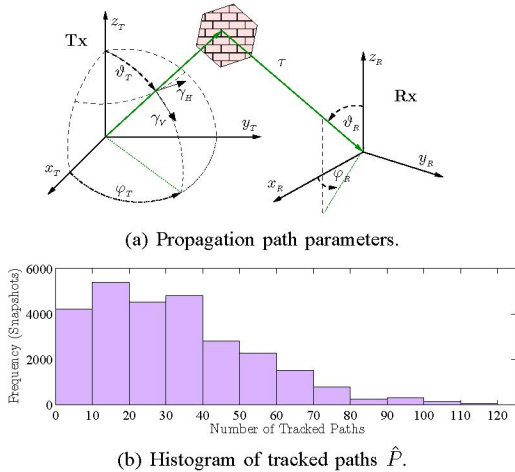 z_T
Tx
ϑ_T
τ
z_R
Rx
γ_H
γ_V
ϑ_R
y_T
x_T
φ_T
x_R
φ_R
y_R
(a) Propagation path parameters.
Frequency (Snapshots)
6000
4000
2000
0
0 10 20 30 40 50 60 70 80 90 100 110 120
Number of Tracked Paths
(b) Histogram of tracked paths P̂.